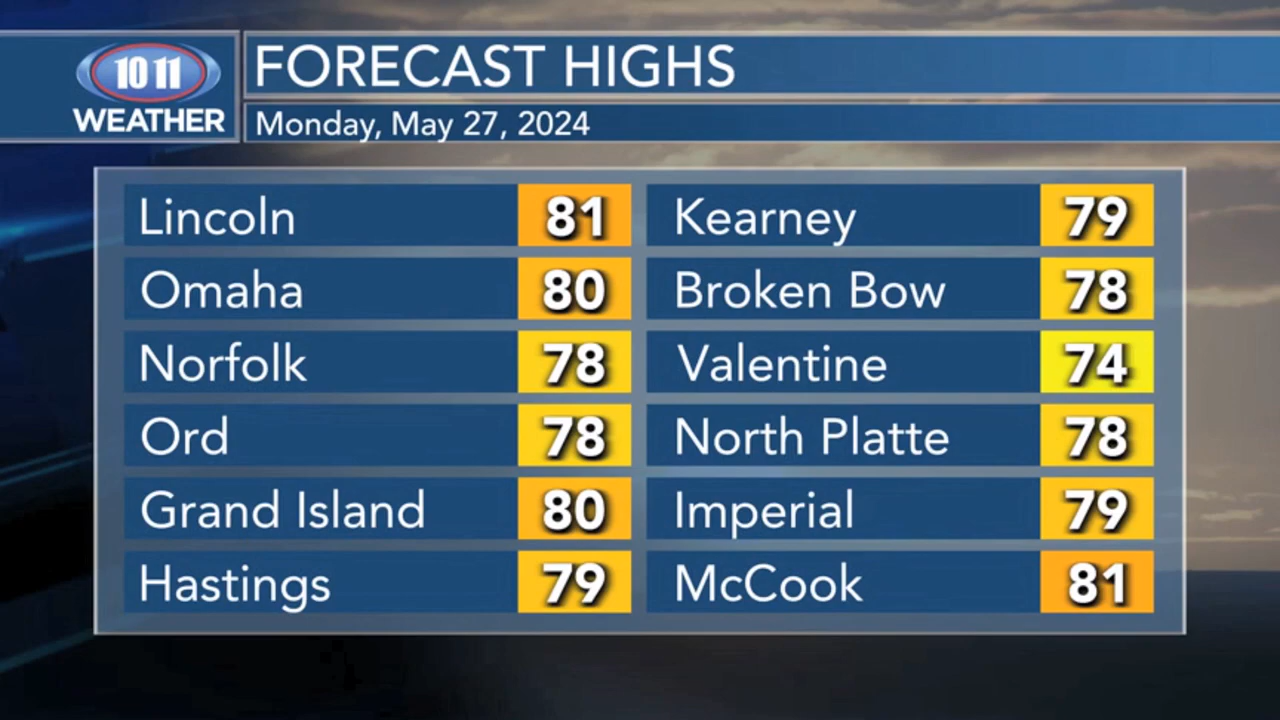 10 11
WEATHER
FORECAST HIGHS
Monday, May 27, 2024
Lincoln 81
Omaha 80
Norfolk 78
Ord 78
Grand Island 80
Hastings 79
Kearney 79
Broken Bow 78
Valentine 74
North Platte 78
Imperial 79
McCook 81